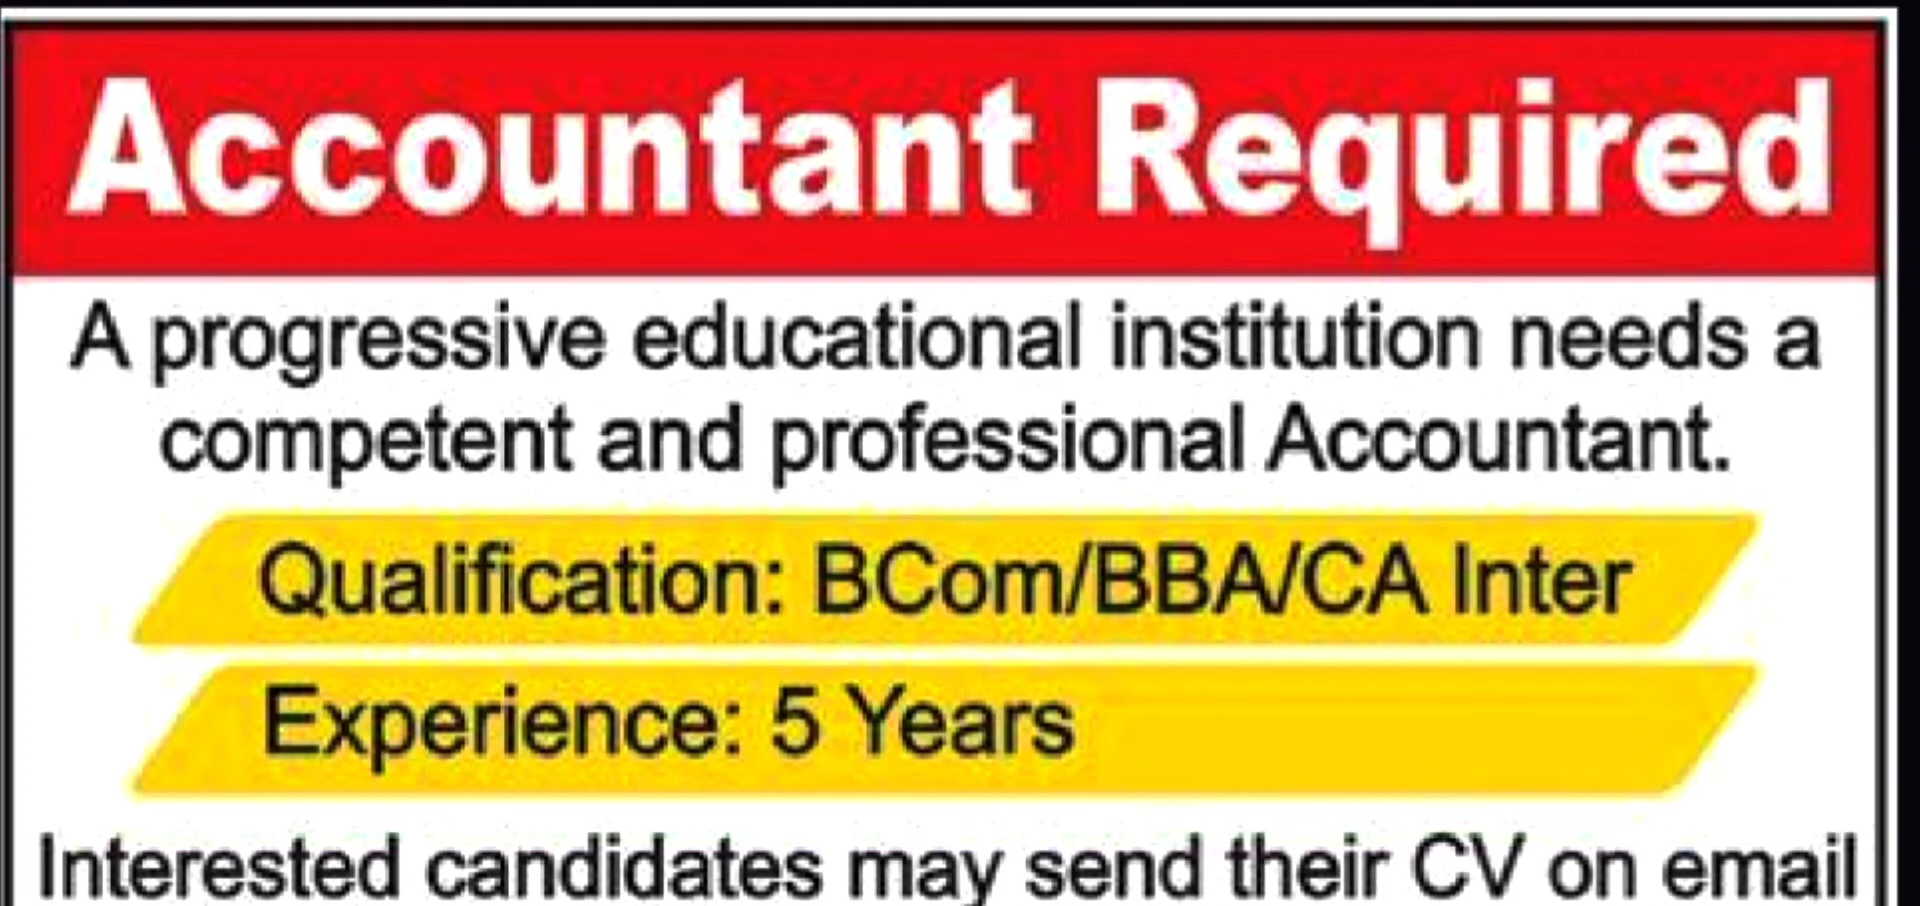 Accountant Required
A progressive educational institution needs a
competent and professional Accountant.
Qualification: BCom/BBA/CA Inter
Experience: 5 Years
Interested candidates may send their CV on email